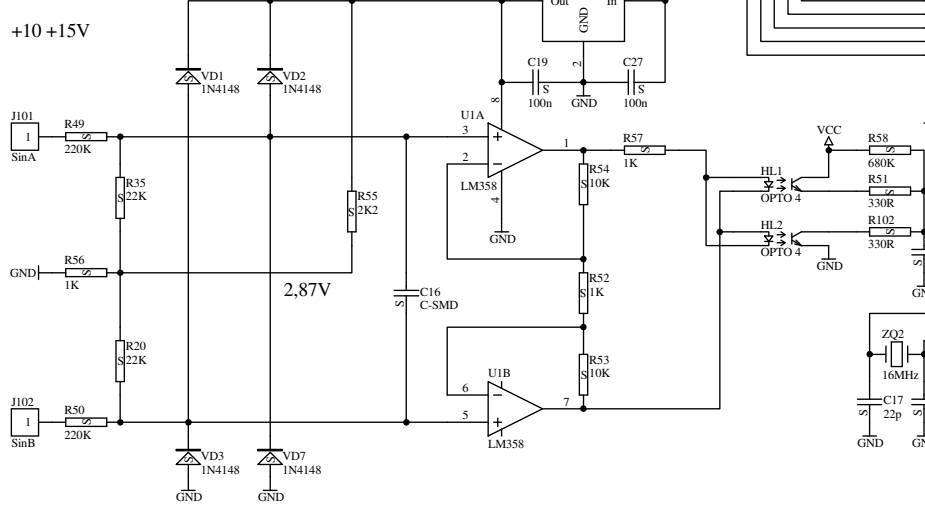 Out
In
GND
2
+10 +15V
VD1
1N4148
VD2
1N4148
C19
S
100n
GND
C27
S
100n
J101
1
SinA
R49
S
220K
8
U1A
3
2
1
LM358
4
GND
R57
S
1K
R54
S
10K
VCC
R58
S
680K
HL1
OPTO 4
R51
S
330R
R35
S
22K
R55
S
2K2
HL2
OPTO 4
R102
S
330R
GND
GND
R56
S
1K
2,87V
C16
S
C-SMD
R52
S
1K
S
GN
R20
S
22K
R53
S
10K
ZQ2
16MHz
U1B
6
5
7
LM358
J102
1
SinB
R50
S
220K
C17
S
22p
S
GND
GN
VD3
1N4148
VD7
1N4148
GND
GND